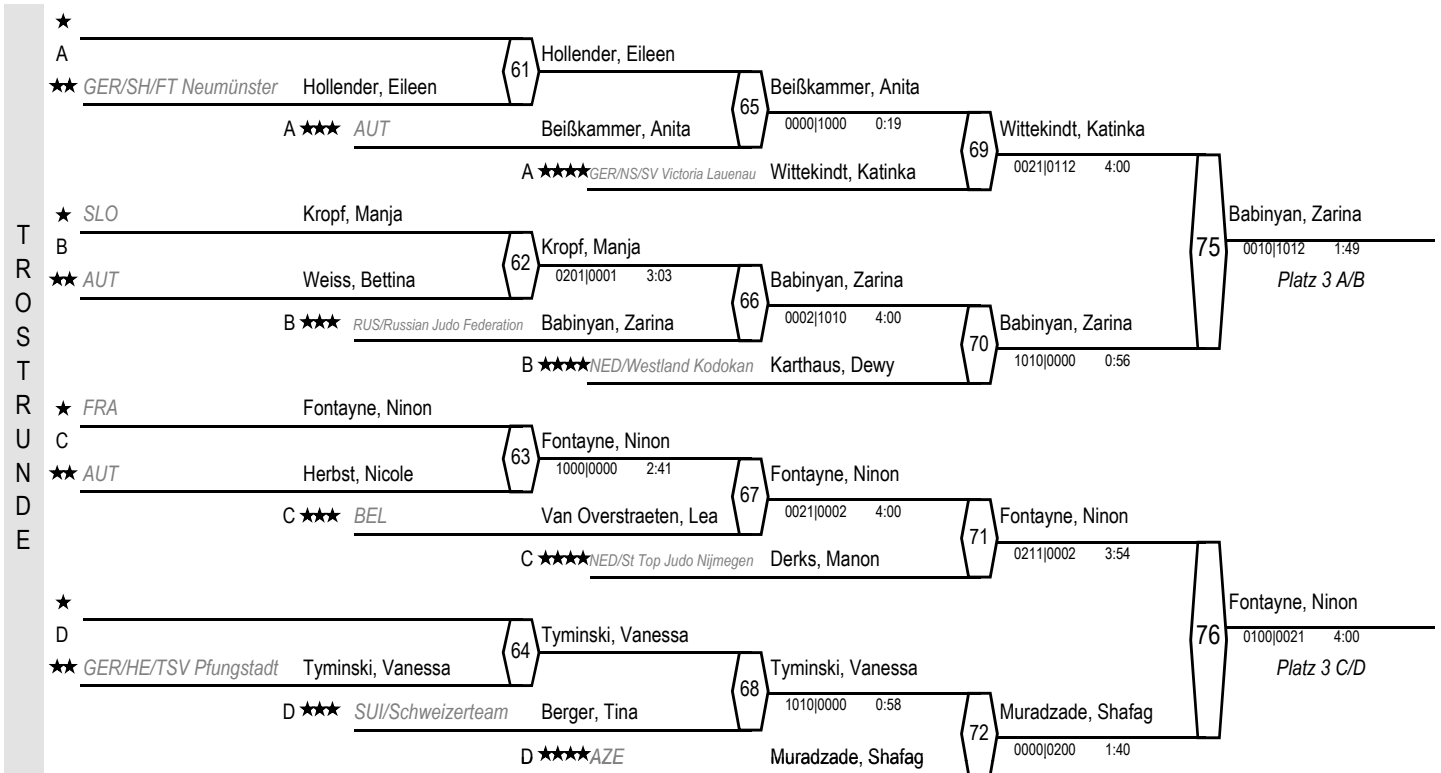 TROSTRUNDE
★
A
Hollender, Eileen
61
★★ GER/SH/FT Neumünster Hollender, Eileen
Beißkammer, Anita
65
0000|1000 0:19
A ★★★ AUT Beißkammer, Anita
Wittekindt, Katinka
69
0021|0112 4:00
A ★★★★ GER/NS/SV Victoria Lauenau Wittekindt, Katinka
★ SLO Kropf, Manja
Babinyan, Zarina
B
Kropf, Manja
75
0010|1012 1:49
62
0201|0001 3:03
★★ AUT Weiss, Bettina
Babinyan, Zarina
Platz 3 A/B
66
0002|1010 4:00
B ★★★ RUS/Russian Judo Federation Babinyan, Zarina
Babinyan, Zarina
70
1010|0000 0:56
B ★★★★ NED/Westland Kodokan Karthaus, Dewy
★ FRA Fontayne, Ninon
C
Fontayne, Ninon
63
1000|0000 2:41
★★ AUT Herbst, Nicole
Fontayne, Ninon
67
0021|0002 4:00
C ★★★ BEL Van Overstraeten, Lea
Fontayne, Ninon
71
0211|0002 3:54
C ★★★★ NED/St Top Judo Nijmegen Derks, Manon
★
Fontayne, Ninon
D
Tyminski, Vanessa
76
0100|0021 4:00
64
★★ GER/HE/TSV Pfungstadt Tyminski, Vanessa
Tyminski, Vanessa
Platz 3 C/D
68
1010|0000 0:58
D ★★★ SUI/Schweizerteam Berger, Tina
Muradzade, Shafag
72
0000|0200 1:40
D ★★★★ AZE Muradzade, Shafag